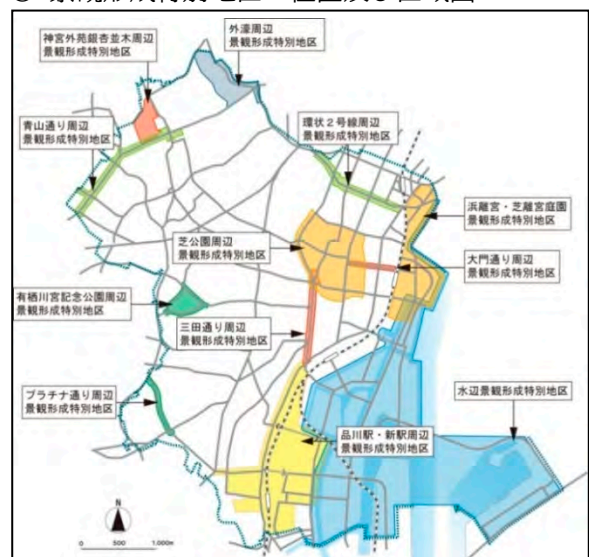 神宮外苑銀杏並木周辺
景観形成特別地区
外濠周辺
景観形成特別地区
青山通り周辺
景観形成特別地区
環状2号線周辺
景観形成特別地区
浜離宮・芝離宮庭園
景観形成特別地区
芝公園周辺
景観形成特別地区
大門通り周辺
景観形成特別地区
有栖川宮記念公園周辺
景観形成特別地区
三田通り周辺
景観形成特別地区
水辺景観形成特別地区
プラチナ通り周辺
景観形成特別地区
品川駅・新駅周辺
景観形成特別地区
N
0 500 1,000m